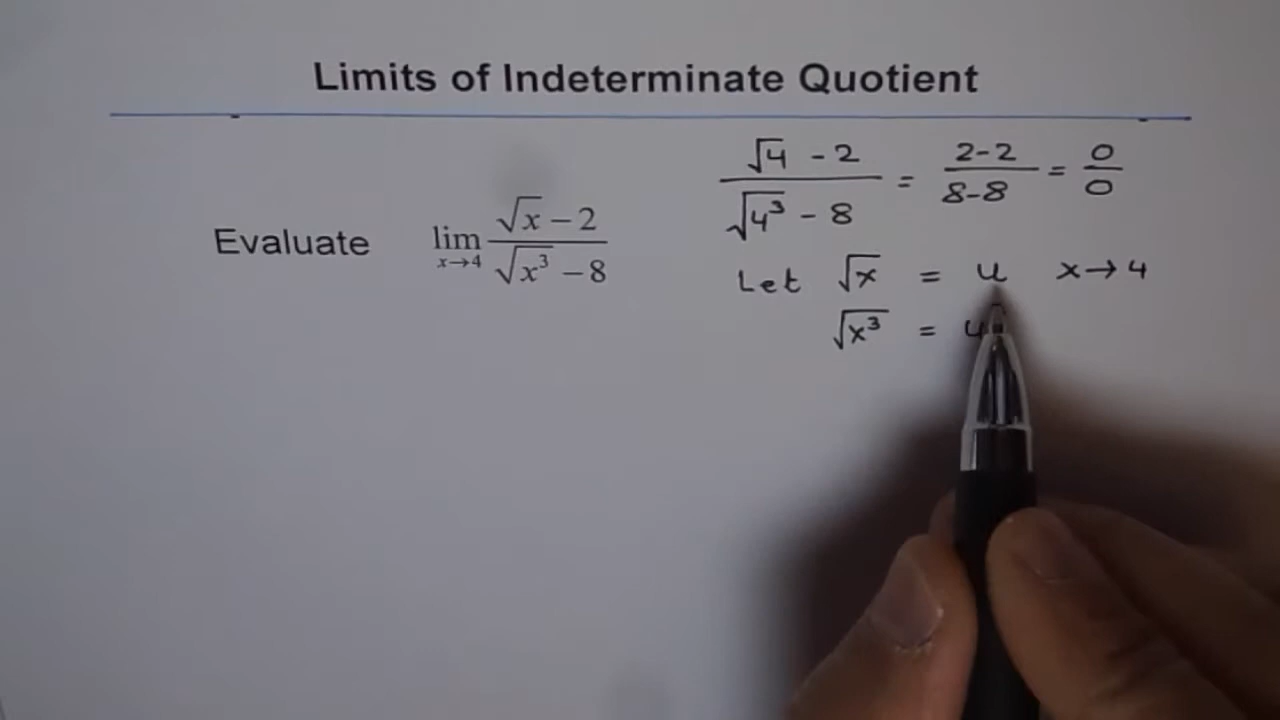 Limits of Indeterminate Quotient
Evaluate lim x→4 (√x − 2)/(√x³ − 8)
(√4 - 2)/(√4³ - 8) = (2-2)/(8-8) = 0/0
Let √x = u x → 4
√x³ = u